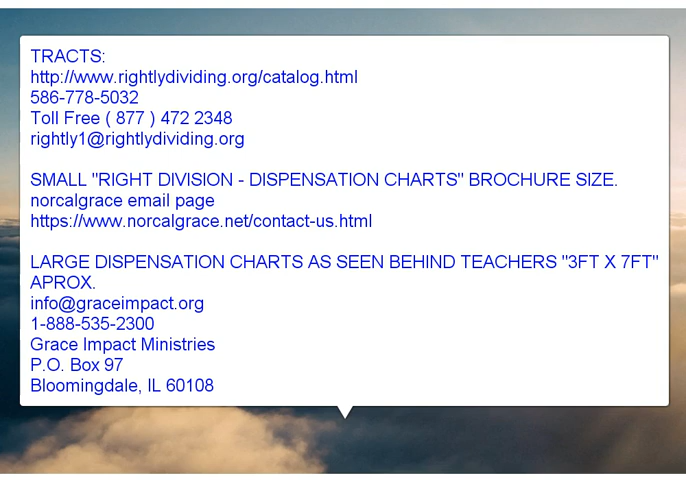 TRACTS:
http://www.rightlydividing.org/catalog.html
586-778-5032
Toll Free ( 877 ) 472 2348
rightly1@rightlydividing.org
SMALL "RIGHT DIVISION - DISPENSATION CHARTS" BROCHURE SIZE.
norcalgrace email page
https://www.norcalgrace.net/contact-us.html
LARGE DISPENSATION CHARTS AS SEEN BEHIND TEACHERS "3FT X 7FT"
APROX.
info@graceimpact.org
1-888-535-2300
Grace Impact Ministries
P.O. Box 97
Bloomingdale, IL 60108